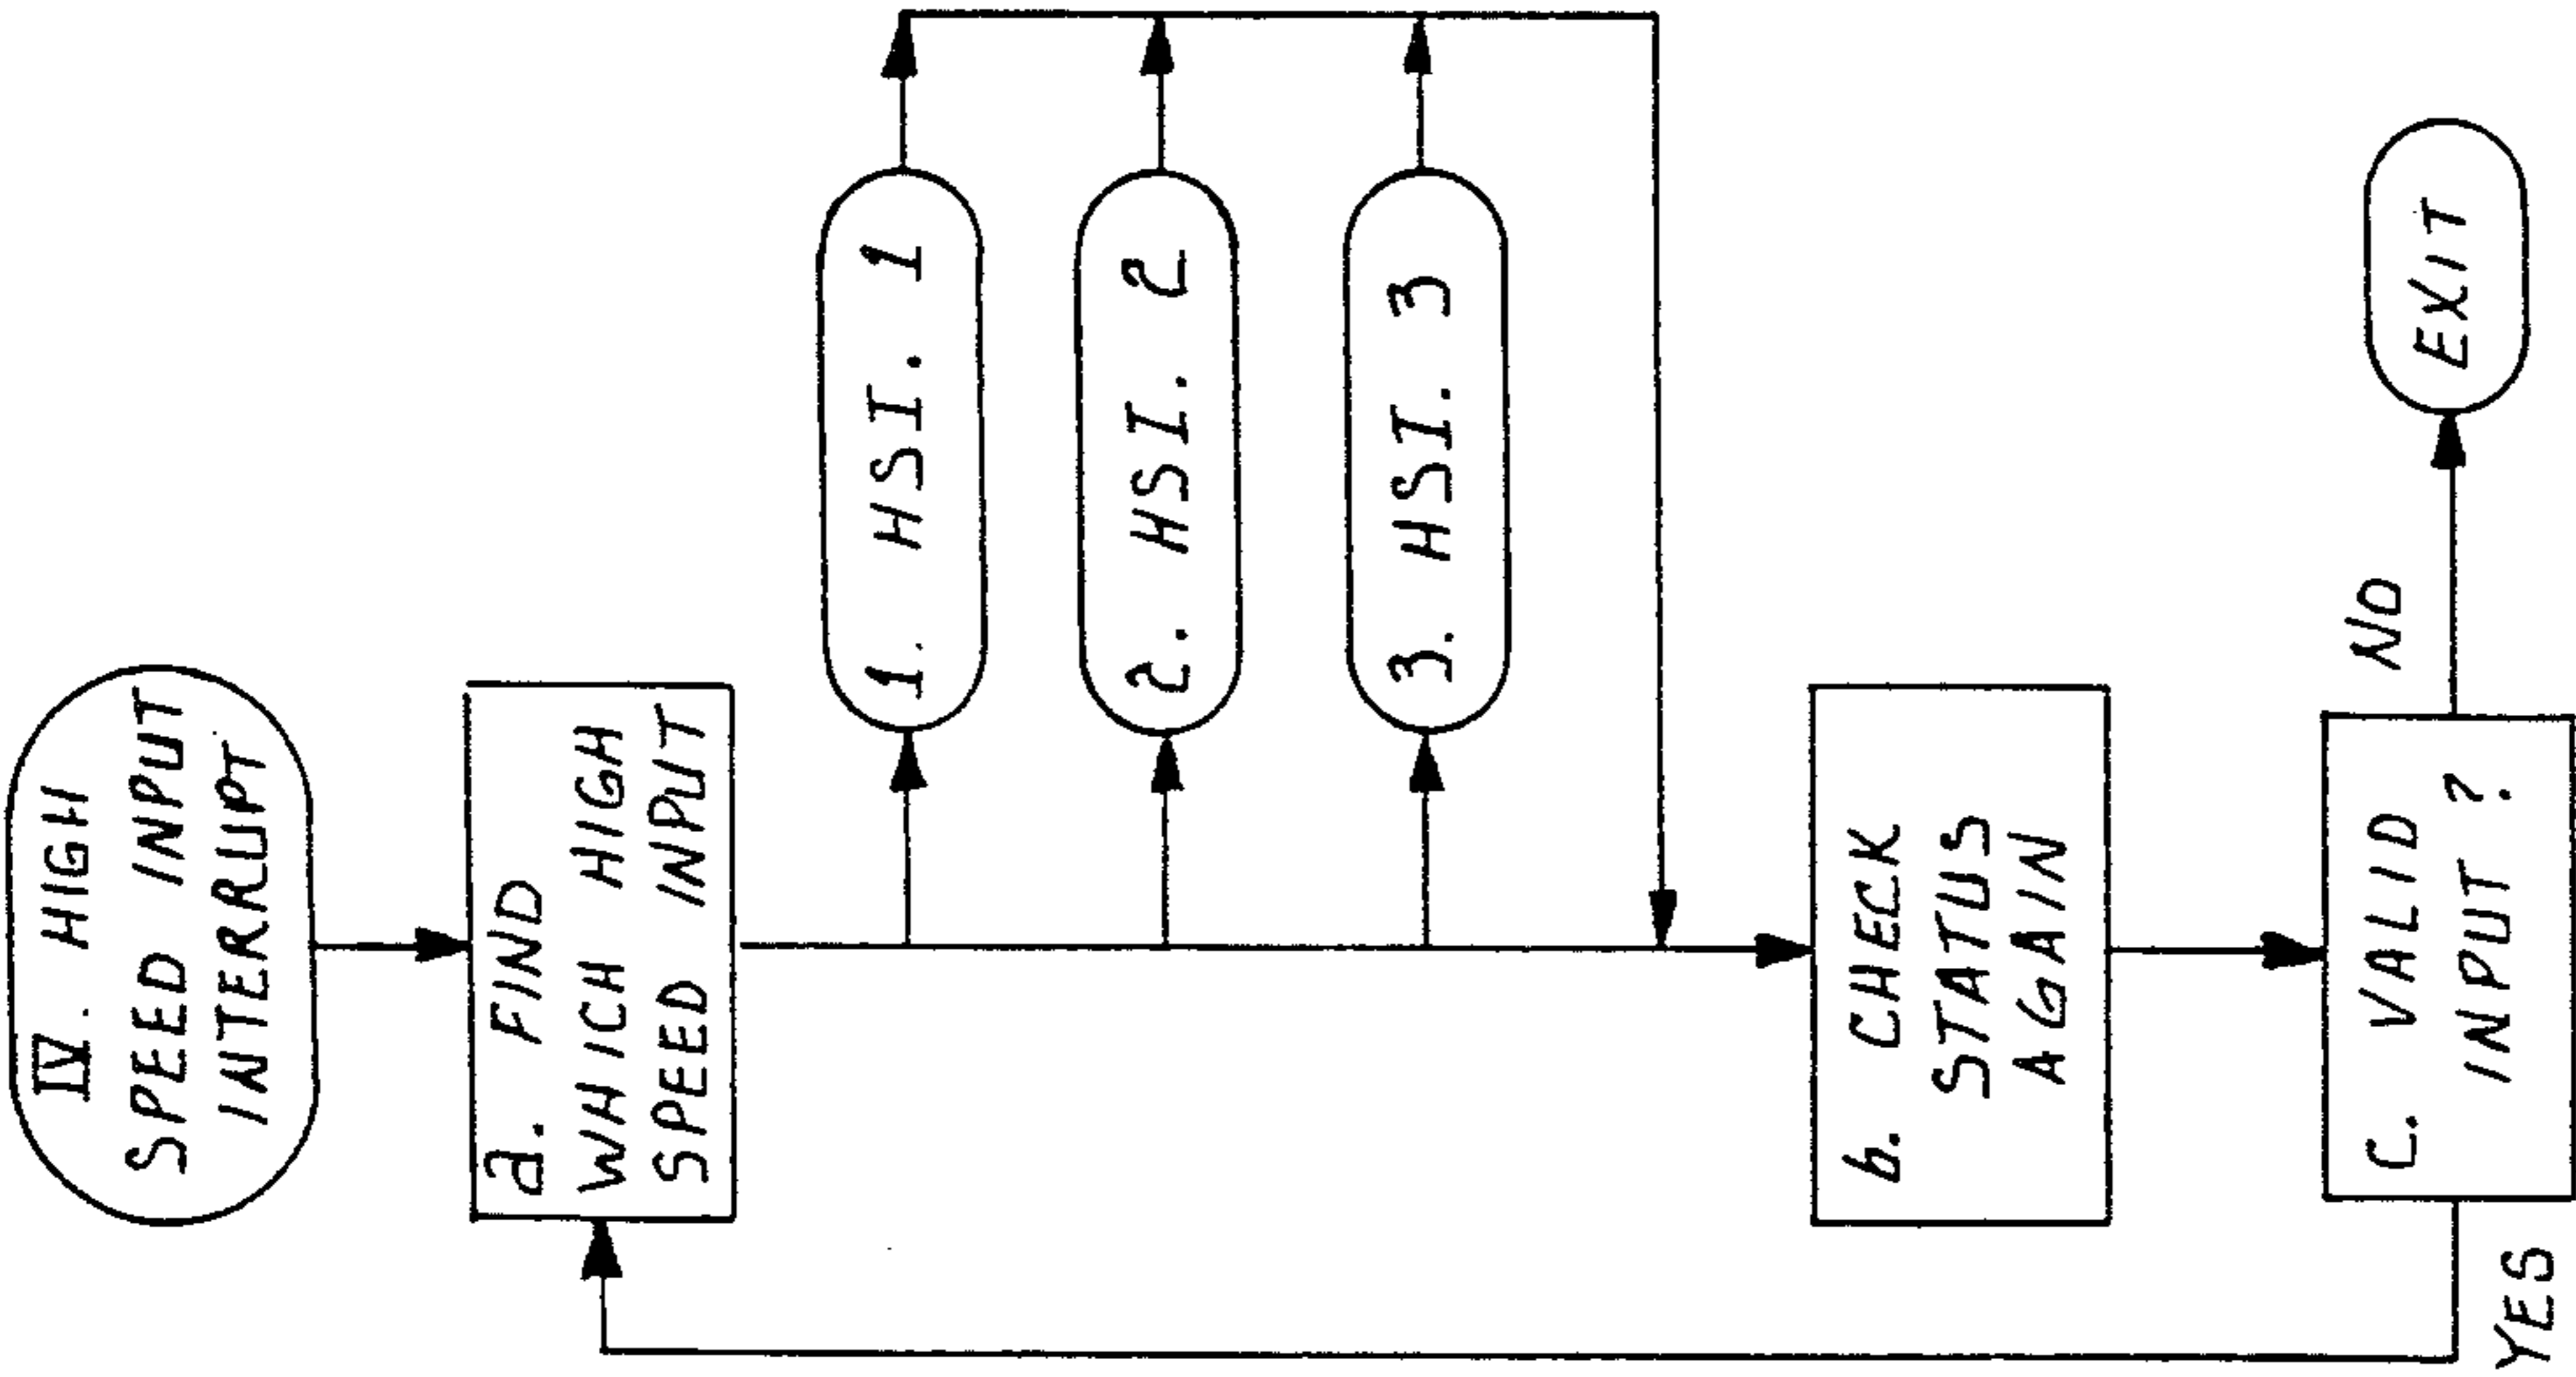 IV. HIGH
SPEED INPUT
INTERRUPT
a. FIND
WHICH HIGH
SPEED INPUT
1. HSI. 1
2. HSI. 2
3. HSI. 3
b. CHECK
STATUS
AGAIN
C. VALID
INPUT ?
YES
NO
EXIT